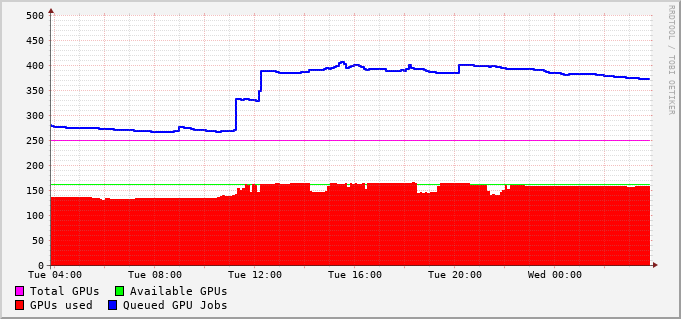 500
450
400
350
300
250
200
150
100
50
0
Tue 04:00 Tue 08:00 Tue 12:00 Tue 16:00 Tue 20:00 Wed 00:00
Total GPUs Available GPUs
GPUs used Queued GPU Jobs
RRDTOOL / TOBI OETIKER